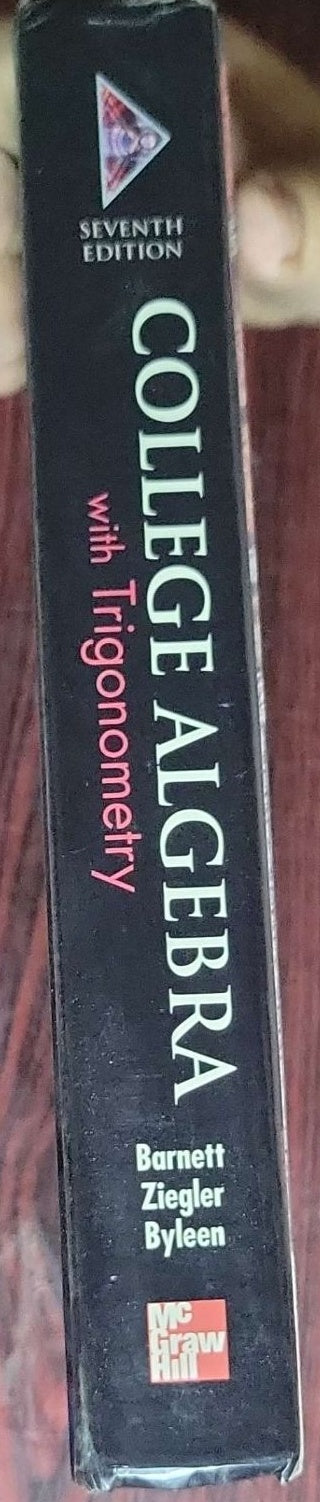 SEVENTH
EDITION
COLLEGE ALGEBRA
with Trigonometry
Barnett
Ziegler
Byleen
Mc
Graw
Hill